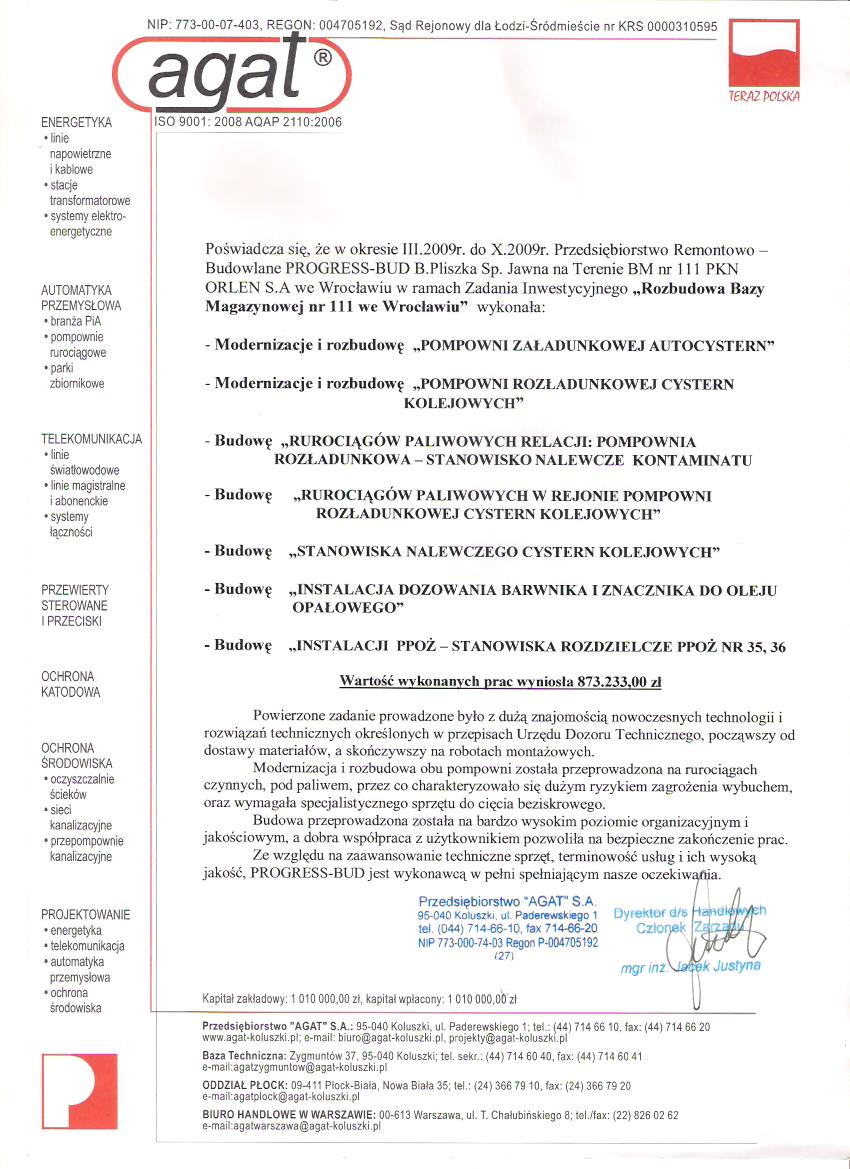 NIP: 773-00-07-403, REGON: 004705192, Sąd Rejonowy dla Łodzi-Śródmieście nr KRS 0000310595
agat®
TERAZ POLSKA
ISO 9001: 2008 AQAP 2110:2006
ENERGETYKA
• linie
napowietrzne
i kablowe
• stacje
transformatorowe
• systemy elektro-
energetyczne
AUTOMATYKA
PRZEMYSŁOWA
• branża PiA
• pompownie
rurociągowe
• parki
zbiornikowe
TELEKOMUNIKACJA
• linie
światłowodowe
• linie magistralne
i abonenckie
• systemy
łączności
PRZEWIERTY
STEROWANE
I PRZECISKI
OCHRONA
KATODOWA
OCHRONA
ŚRODOWISKA
• oczyszczalnie
ścieków
• sieci
kanalizacyjne
• przepompownie
kanalizacyjne
PROJEKTOWANIE
• energetyka
• telekomunikacja
• automatyka
przemysłowa
• ochrona
środowiska
Poświadcza się, że w okresie III.2009r. do X.2009r. Przedsiębiorstwo Remontowo –
Budowlane PROGRESS-BUD B.Pliszka Sp. Jawna na Terenie BM nr 111 PKN
ORLEN S.A we Wrocławiu w ramach Zadania Inwestycyjnego „Rozbudowa Bazy
Magazynowej nr 111 we Wrocławiu” wykonała:
- Modernizacje i rozbudowę „POMPOWNI ZAŁADUNKOWEJ AUTOCYSTERN”
- Modernizacje i rozbudowę „POMPOWNI ROZŁADUNKOWEJ CYSTERN
KOLEJOWYCH”
- Budowę „RUROCIĄGÓW PALIWOWYCH RELACJI: POMPOWNIA
ROZŁADUNKOWA – STANOWISKO NALEWCZE KONTAMINATU
- Budowę „RUROCIĄGÓW PALIWOWYCH W REJONIE POMPOWNI
ROZŁADUNKOWEJ CYSTERN KOLEJOWYCH”
- Budowę „STANOWISKA NALEWCZEGO CYSTERN KOLEJOWYCH”
- Budowę „INSTALACJA DOZOWANIA BARWNIKA I ZNACZNIKA DO OLEJU
OPAŁOWEGO”
- Budowę „INSTALACJI PPOŻ – STANOWISKA ROZDZIELCZE PPOŻ NR 35, 36
Wartość wykonanych prac wyniosła 873.233,00 zł
Powierzone zadanie prowadzone było z dużą znajomością nowoczesnych technologii i
rozwiązań technicznych określonych w przepisach Urzędu Dozoru Technicznego, począwszy od
dostawy materiałów, a skończywszy na robotach montażowych.
Modernizacja i rozbudowa obu pompowni została przeprowadzona na rurociągach
czynnych, pod paliwem, przez co charakteryzowało się dużym ryzykiem zagrożenia wybuchem,
oraz wymagała specjalistycznego sprzętu do cięcia beziskrowego.
Budowa przeprowadzona została na bardzo wysokim poziomie organizacyjnym i
jakościowym, a dobra współpraca z użytkownikiem pozwoliła na bezpieczne zakończenie prac.
Ze względu na zaawansowanie techniczne sprzęt, terminowość usług i ich wysoką
jakość, PROGRESS-BUD jest wykonawcą w pełni spełniającym nasze oczekiwania.
Przedsiębiorstwo "AGAT" S.A.
95-040 Koluszki, ul. Paderewskiego 1
tel. (044) 714-66-10, fax 714-66-20
NIP 773-000-74-03 Regon P-004705192
(27)
Dyrektor d/s Handlowych
Członek Zarządu
mgr inż. Jacek Justyna
Kapitał zakładowy: 1 010 000,00 zł, kapitał wpłacony: 1 010 000,00 zł
Przedsiębiorstwo "AGAT" S.A.: 95-040 Koluszki, ul. Paderewskiego 1; tel.: (44) 714 66 10, fax: (44) 714 66 20
www.agat-koluszki.pl; e-mail: biuro@agat-koluszki.pl, projekty@agat-koluszki.pl
Baza Techniczna: Zygmuntów 37, 95-040 Koluszki; tel. sekr.: (44) 714 60 40, fax: (44) 714 60 41
e-mail:agatzygmuntow@agat-koluszki.pl
ODDZIAŁ PŁOCK: 09-411 Płock-Biała, Nowa Biała 35; tel.: (24) 366 79 10, fax: (24) 366 79 20
e-mail:agatplock@agat-koluszki.pl
BIURO HANDLOWE W WARSZAWIE: 00-613 Warszawa, ul. T. Chałubińskiego 8; tel./fax: (22) 826 02 62
e-mail:agatwarszawa@agat-koluszki.pl